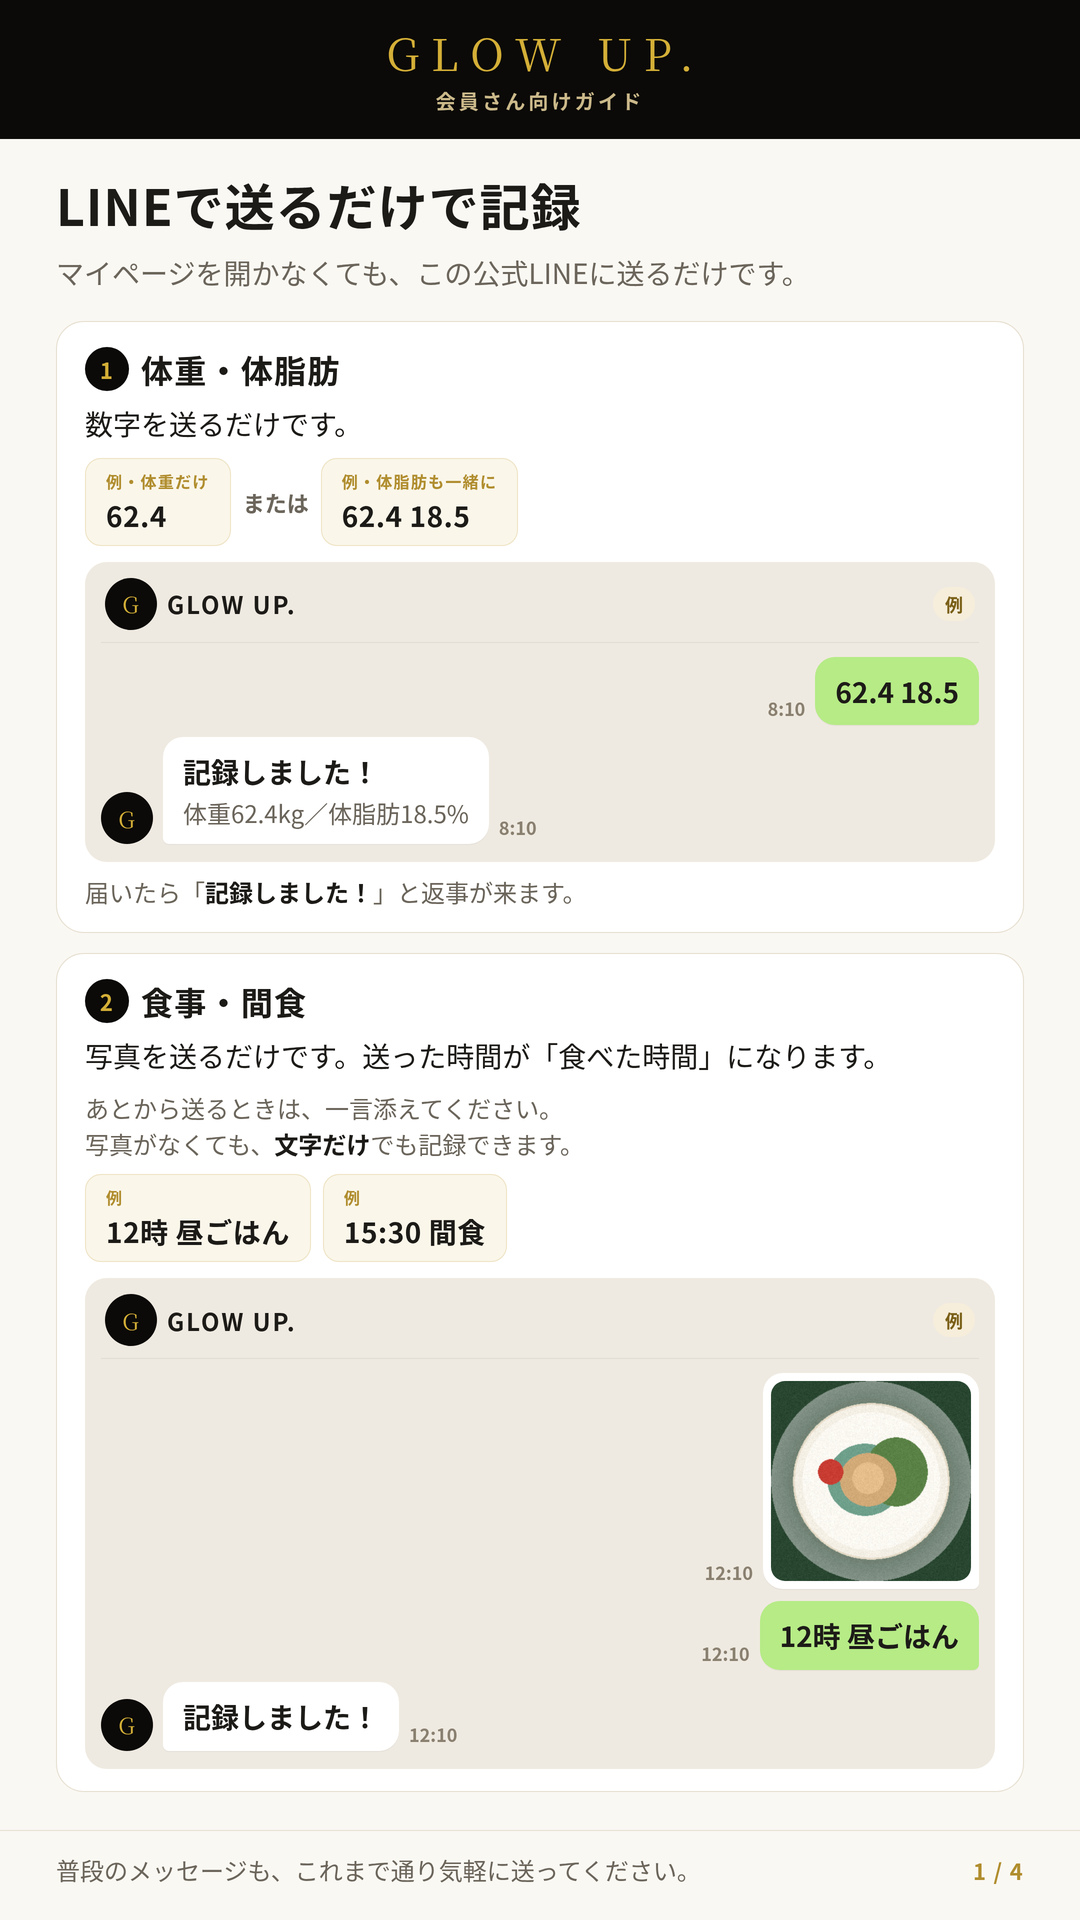 GLOW UP.
会員さん向けガイド
LINEで送るだけで記録
マイページを開かなくても、この公式LINEに送るだけです。
1 体重・体脂肪
数字を送るだけです。
例・体重だけ
62.4
または
例・体脂肪も一緒に
62.4 18.5
G GLOW UP. 例
8:10 62.4 18.5
記録しました！
体重62.4kg／体脂肪18.5%
G 8:10
届いたら「記録しました！」と返事が来ます。
2 食事・間食
写真を送るだけです。送った時間が「食べた時間」になります。
あとから送るときは、一言添えてください。
写真がなくても、文字だけでも記録できます。
例
12時 昼ごはん
例
15:30 間食
G GLOW UP. 例
12:10
12:10 12時 昼ごはん
G 記録しました！ 12:10
普段のメッセージも、これまで通り気軽に送ってください。 1 / 4